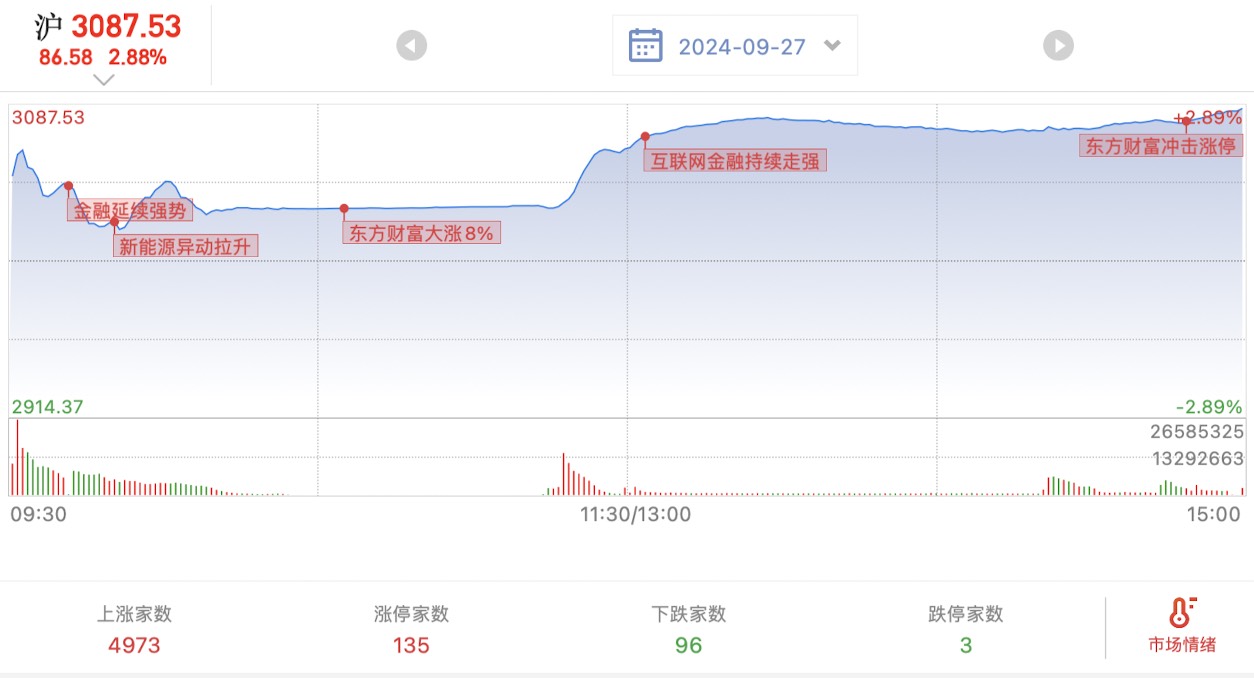 沪 3087.53
86.58 2.88%
2024-09-27
3087.53
+2.89%
东方财富冲击涨停
互联网金融持续走强
金融延续强势
东方财富大涨8%
新能源异动拉升
2914.37
-2.89%
26585325
13292663
09:30
11:30/13:00
15:00
上涨家数
涨停家数
下跌家数
跌停家数
4973
135
96
3
市场情绪